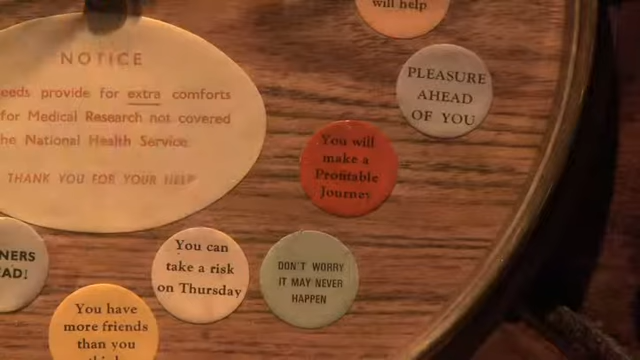 will help
NOTICE
eeds provide for extra comforts
for Medical Research not covered
he National Health Service.
THANK YOU FOR YOUR HELP
PLEASURE
AHEAD
OF YOU
You will
make a
Profitable
Journey
NERS
EAD!
You can
take a risk
on Thursday
DON'T WORRY
IT MAY NEVER
HAPPEN
You have
more friends
than you